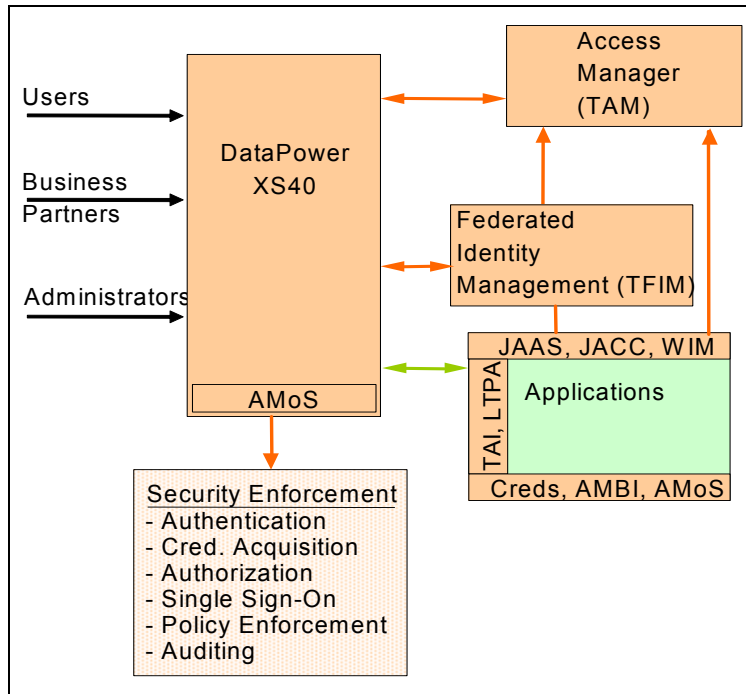 Users
Business
Partners
Administrators
DataPower
XS40
AMoS
Access
Manager
(TAM)
Federated
Identity
Management (TFIM)
JAAS, JACC, WIM
TAI, LTPA
Applications
Creds, AMBI, AMoS
Security Enforcement
- Authentication
- Cred. Acquisition
- Authorization
- Single Sign-On
- Policy Enforcement
- Auditing